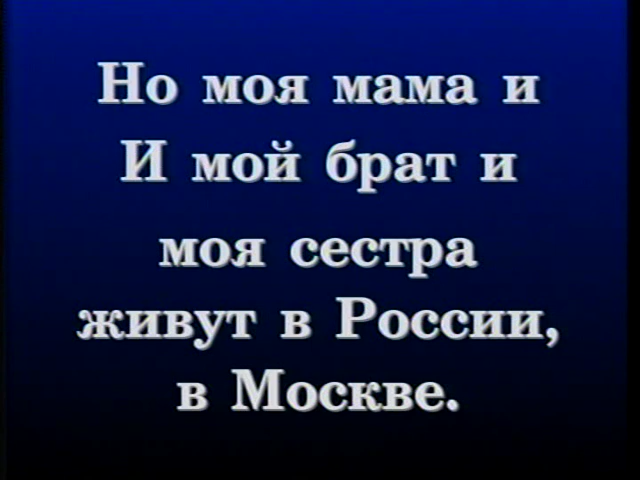 Но моя мама и
И мой брат и
моя сестра
живут в России,
в Москве.